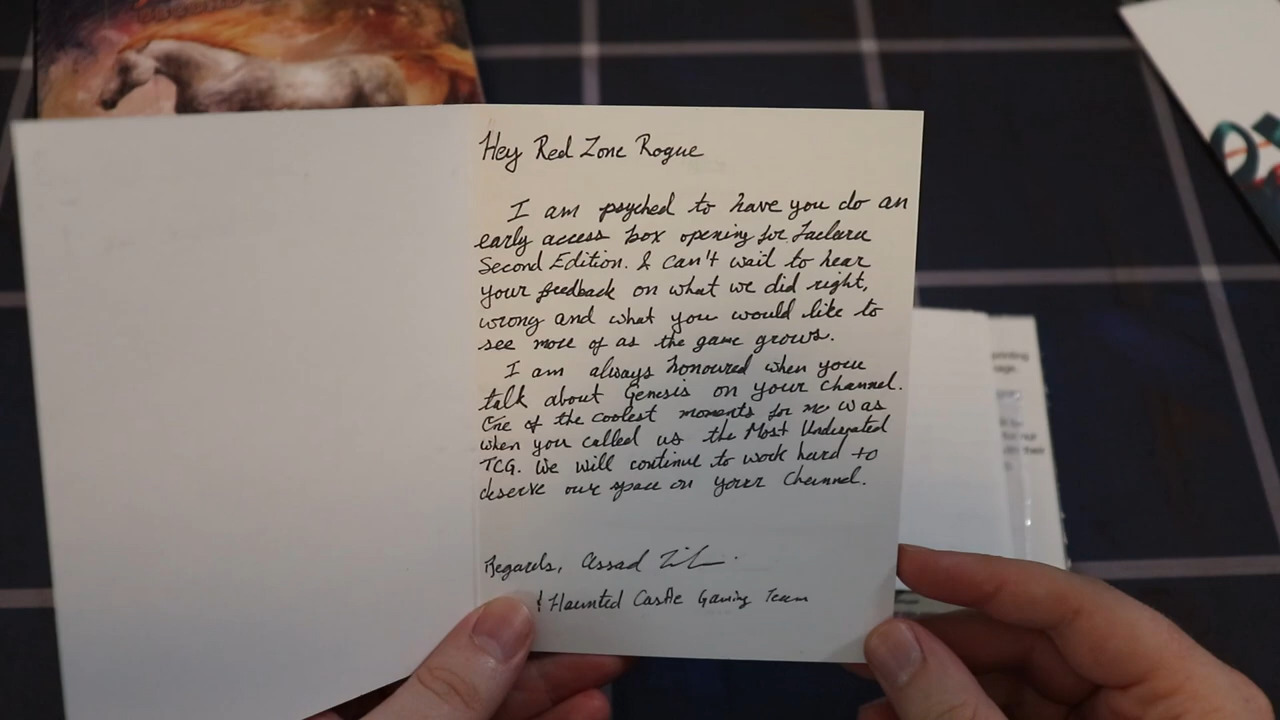 Hey Red Zone Rogue
I am psyched to have you do an
early access box opening for Jaelara
Second Edition. I can't wait to hear
your feedback on what we did right,
wrong and what you would like to
see more of as the game grows.
I am always honoured when you
talk about Genesis on your channel.
One of the coolest moments for me was
when you called us the Most Underrated
TCG. We will continue to work hard to
deserve our space on your Channel.
Regards, Assad
& Haunted Castle Gaming Team